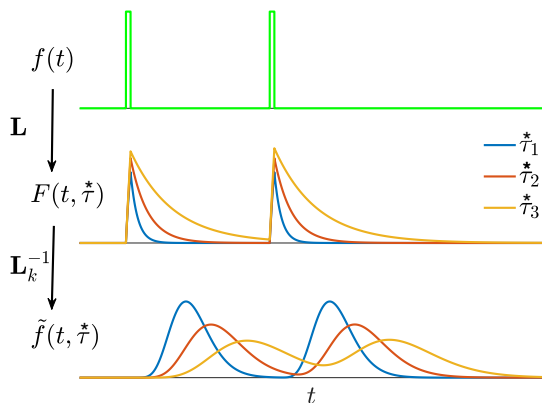 f(t)
L
τ̊*₁
F(t, τ*)
τ*₂
τ*₃
L_k^{-1}
f̃(t, τ*)
t